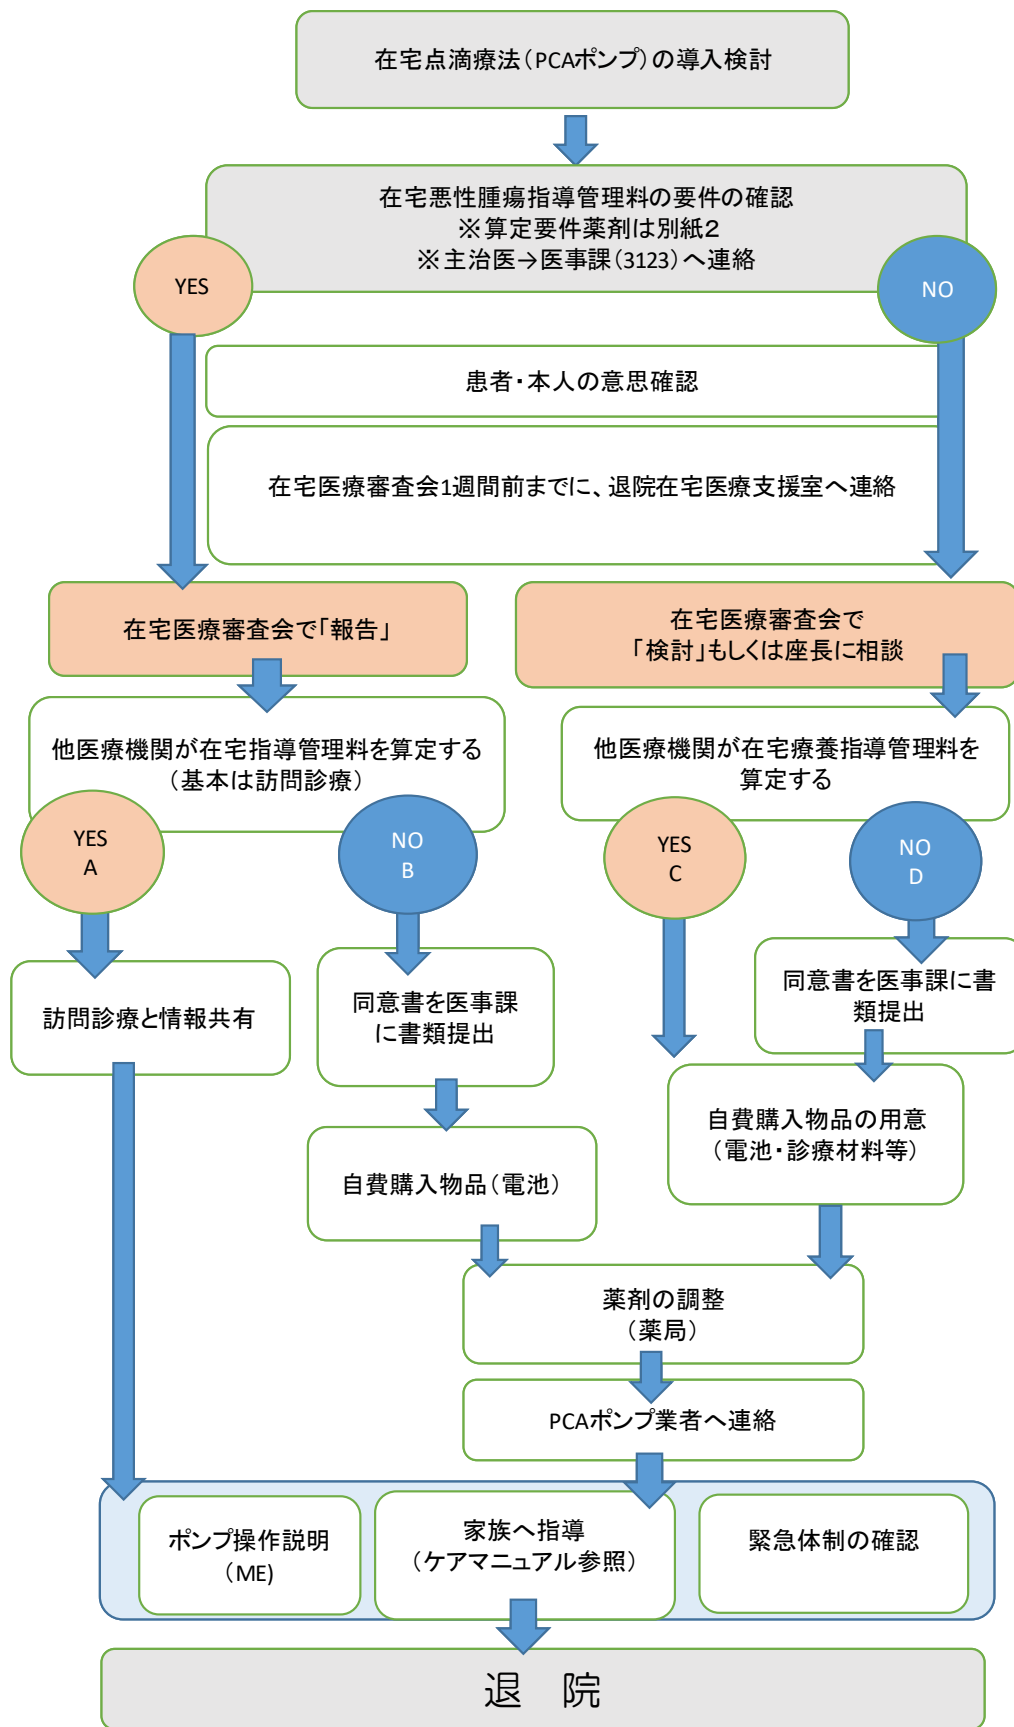 在宅点滴療法（PCAポンプ）の導入検討
在宅悪性腫瘍指導管理料の要件の確認
※算定要件薬剤は別紙２
※主治医→医事課（3123）へ連絡
YES
NO
患者・本人の意思確認
在宅医療審査会1週間前までに、退院在宅医療支援室へ連絡
在宅医療審査会で「報告」
在宅医療審査会で
「検討」もしくは座長に相談
他医療機関が在宅指導管理料を算定する
（基本は訪問診療）
他医療機関が在宅療養指導管理料を
算定する
YES
A
NO
B
YES
C
NO
D
訪問診療と情報共有
同意書を医事課
に書類提出
同意書を医事課に書
類提出
自費購入物品（電池）
自費購入物品の用意
（電池・診療材料等）
薬剤の調整
（薬局）
PCAポンプ業者へ連絡
ポンプ操作説明
（ME)
家族へ指導
（ケアマニュアル参照）
緊急体制の確認
退　院